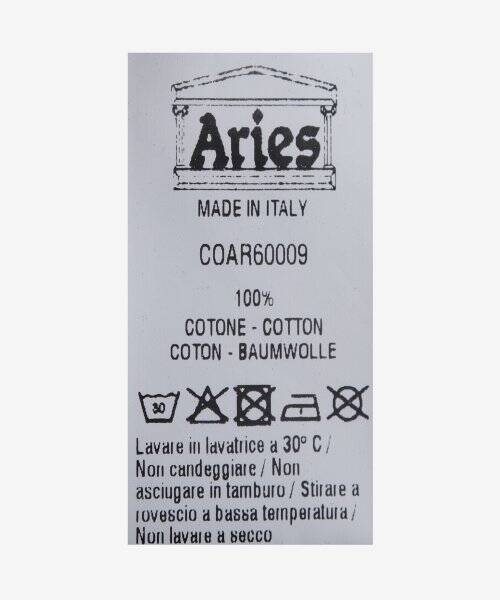 Aries
MADE IN ITALY
COAR60009
100%
COTONE - COTTON
COTON - BAUMWOLLE
30
Lavare in lavatrice a 30° C /
Non candeggiare / Non
asciugare in tamburo / Stirare a
rovescio a bassa temperatura /
Non lavare a secco